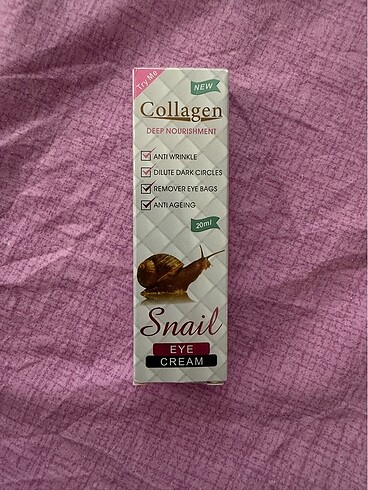 Try Me
NEW
Collagen
DEEP NOURISHMENT
ANTI WRINKLE
DILUTE DARK CIRCLES
REMOVER EYE BAGS
ANTI AGEING
20ml
Snail
EYE
CREAM